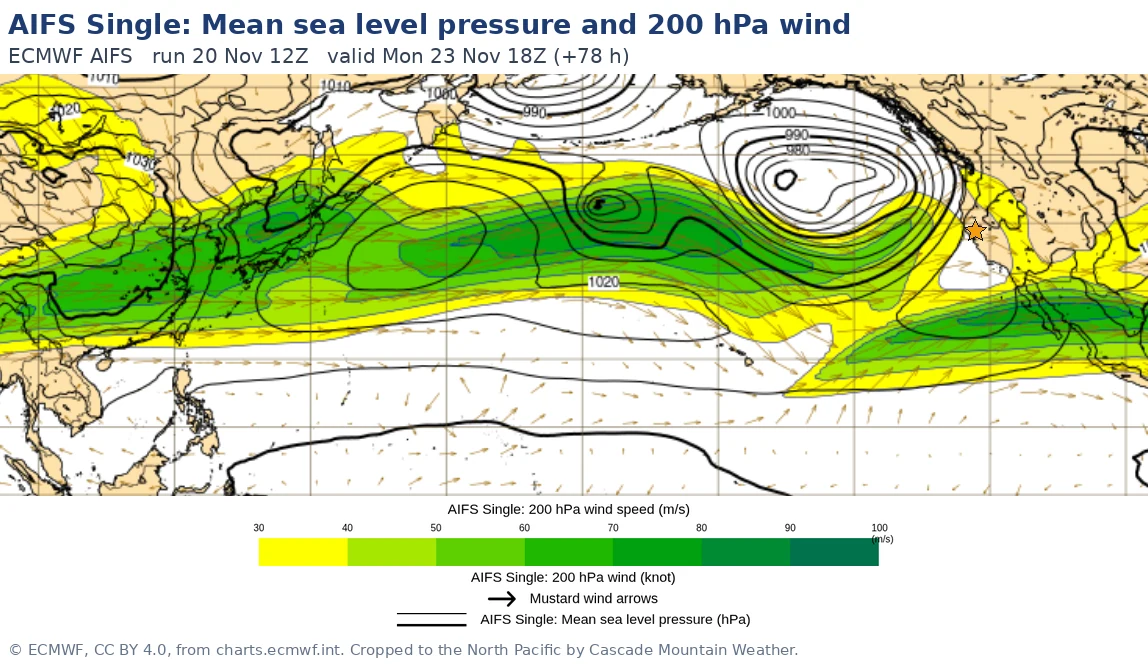 AIFS Single: Mean sea level pressure and 200 hPa wind
ECMWF AIFS run 20 Nov 12Z valid Mon 23 Nov 18Z (+78 h)
1010
1010
1000
1020
990
1000
990
1030
980
1020
AIFS Single: 200 hPa wind speed (m/s)
30 40 50 60 70 80 90 100
(m/s)
AIFS Single: 200 hPa wind (knot)
Mustard wind arrows
AIFS Single: Mean sea level pressure (hPa)
© ECMWF, CC BY 4.0, from charts.ecmwf.int. Cropped to the North Pacific by Cascade Mountain Weather.